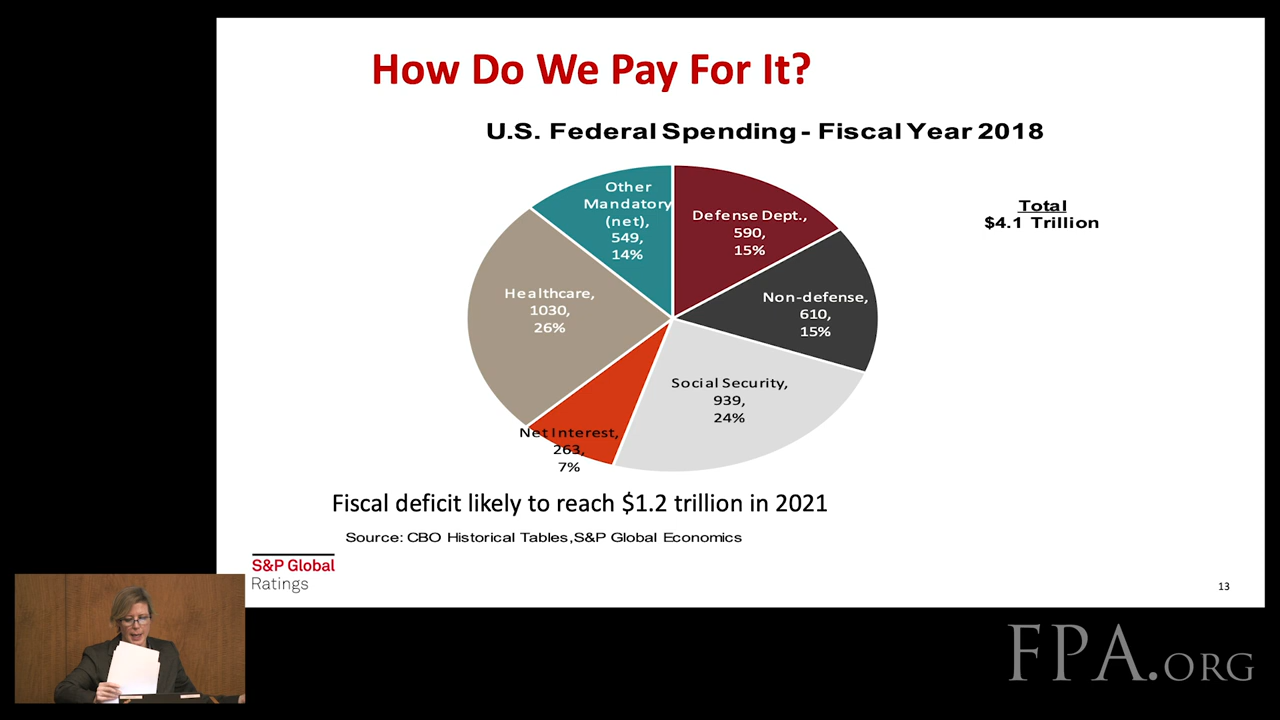 How Do We Pay For It?
U.S. Federal Spending - Fiscal Year 2018
Other
Mandatory
(net),
549,
14%
Defense Dept.,
590,
15%
Total
$4.1 Trillion
Healthcare,
1030,
26%
Non-defense,
610,
15%
Social Security,
939,
24%
Net Interest,
263,
7%
Fiscal deficit likely to reach $1.2 trillion in 2021
Source: CBO Historical Tables,S&P Global Economics
S&P Global
Ratings
13
FPA.ORG